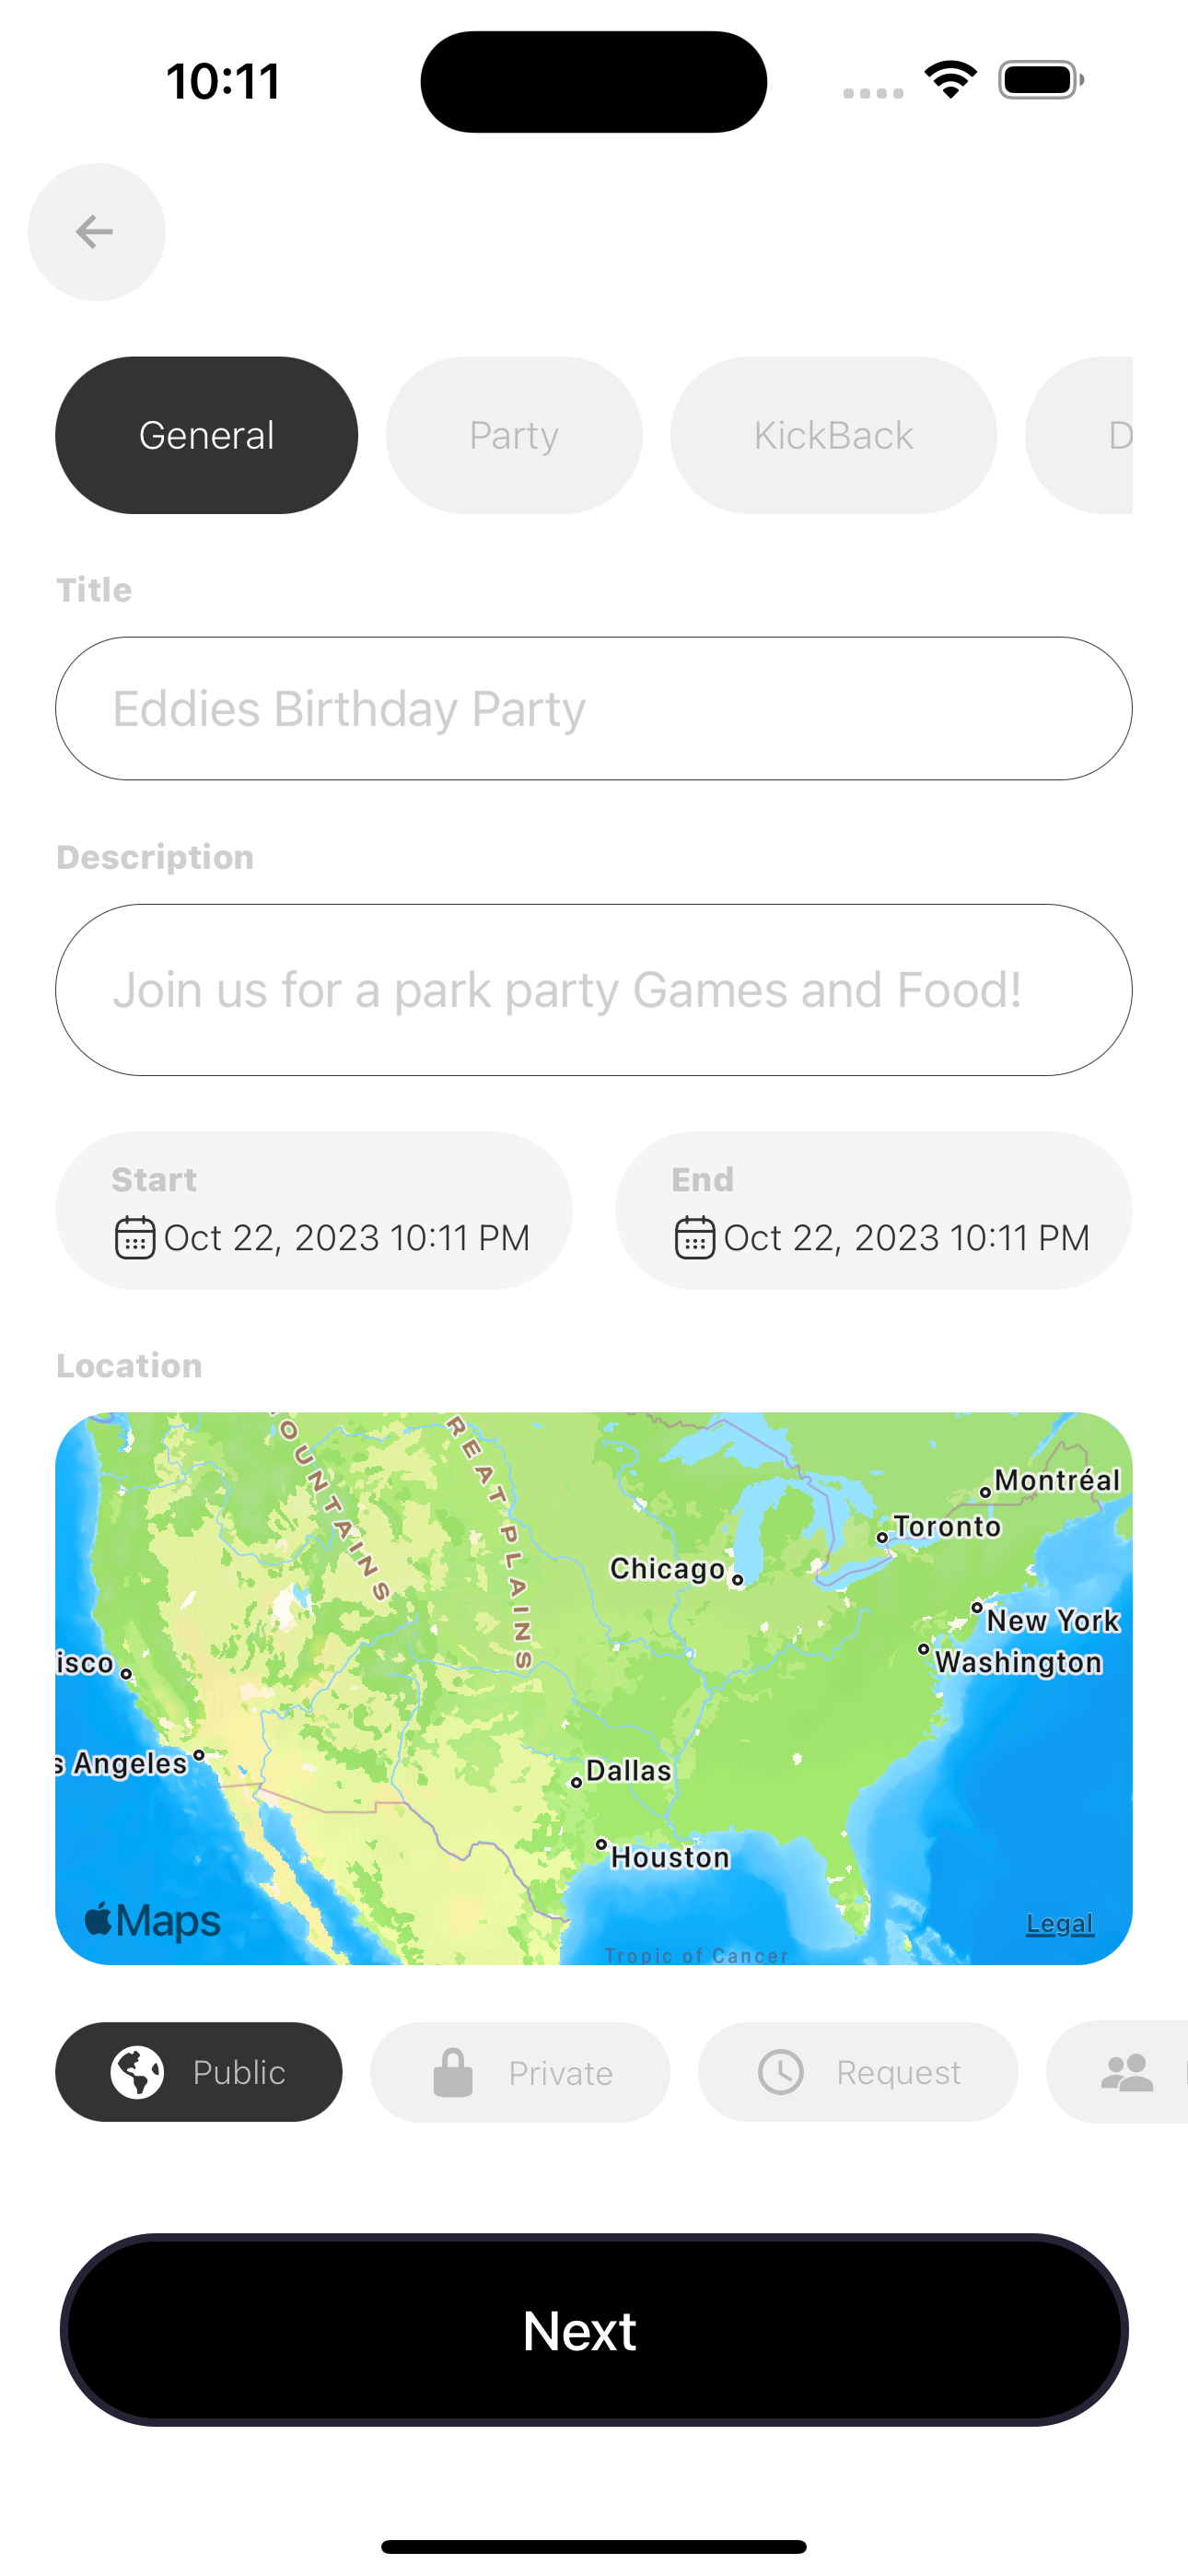 10:11
General Party KickBack D
Title
Eddies Birthday Party
Description
Join us for a park party Games and Food!
Start End
Oct 22, 2023 10:11 PM Oct 22, 2023 10:11 PM
Location
OUNTAINS
REAT PLAINS
Montréal
Toronto
Chicago
New York
isco
Washington
s Angeles
Dallas
Houston
Maps
Legal
Tropic of Cancer
Public Private Request
Next